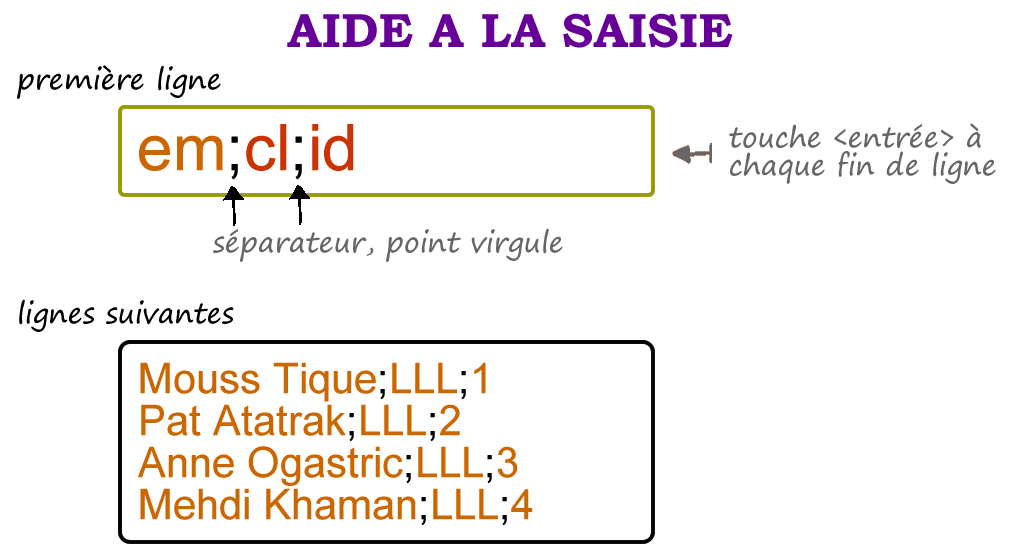 AIDE A LA SAISIE
première ligne
em;cl;id
touche <entrée> à
chaque fin de ligne
séparateur, point virgule
lignes suivantes
Mouss Tique;LLL;1
Pat Atatrak;LLL;2
Anne Ogastric;LLL;3
Mehdi Khaman;LLL;4